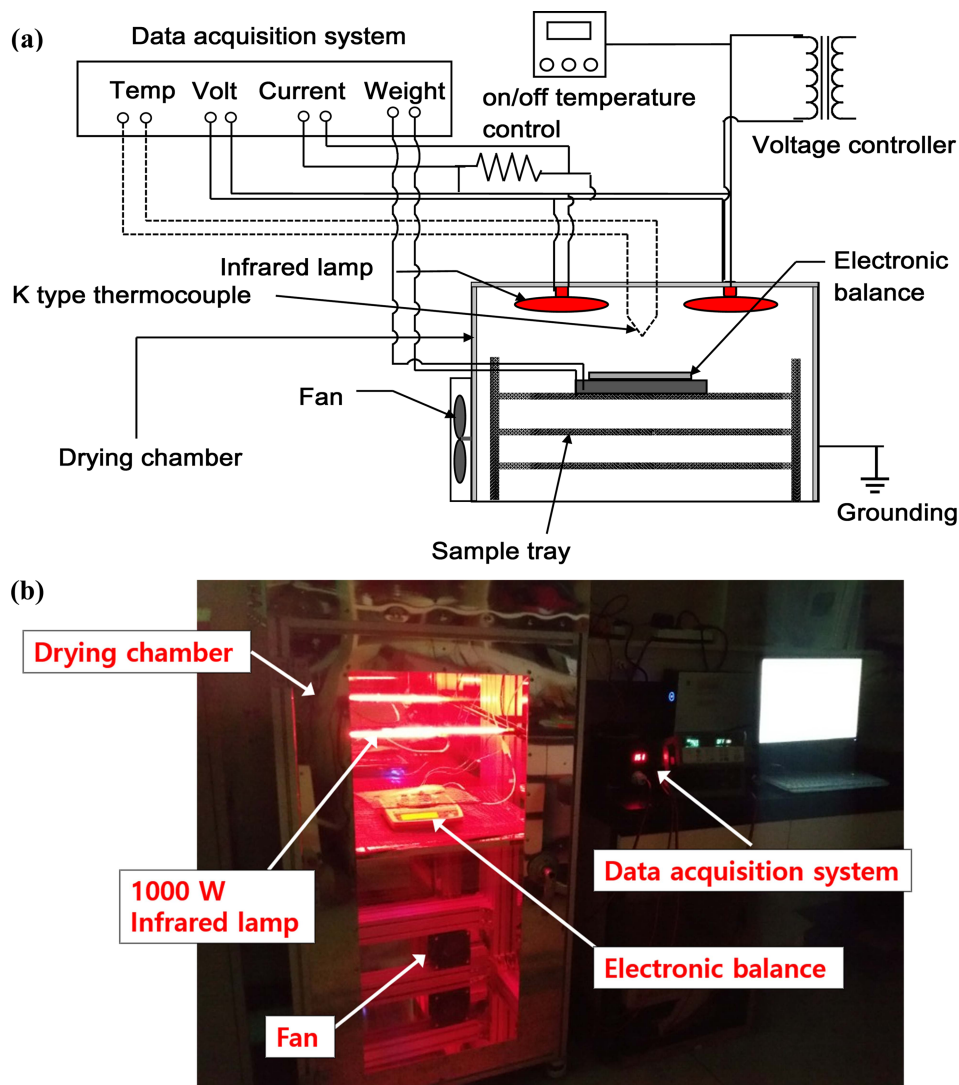 (a)
Data acquisition system
Temp Volt Current Weight
on/off temperature
control
Voltage controller
Infrared lamp
K type thermocouple
Electronic
balance
Fan
Drying chamber
Grounding
Sample tray
(b)
Drying chamber
1000 W
Infrared lamp
Data acquisition system
Electronic balance
Fan